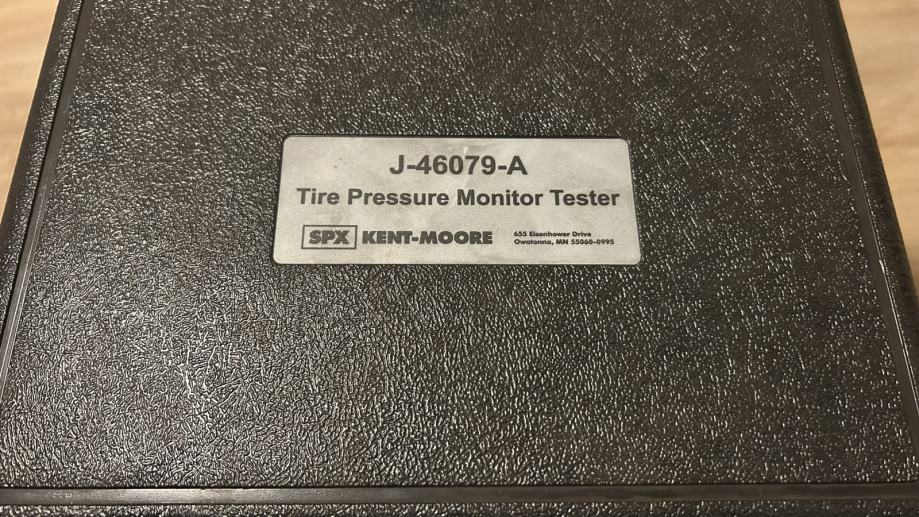 J-46079-A
Tire Pressure Monitor Tester
SPX KENT-MOORE
655 Eisenhower Drive
Owatonna, MN 55060-0995